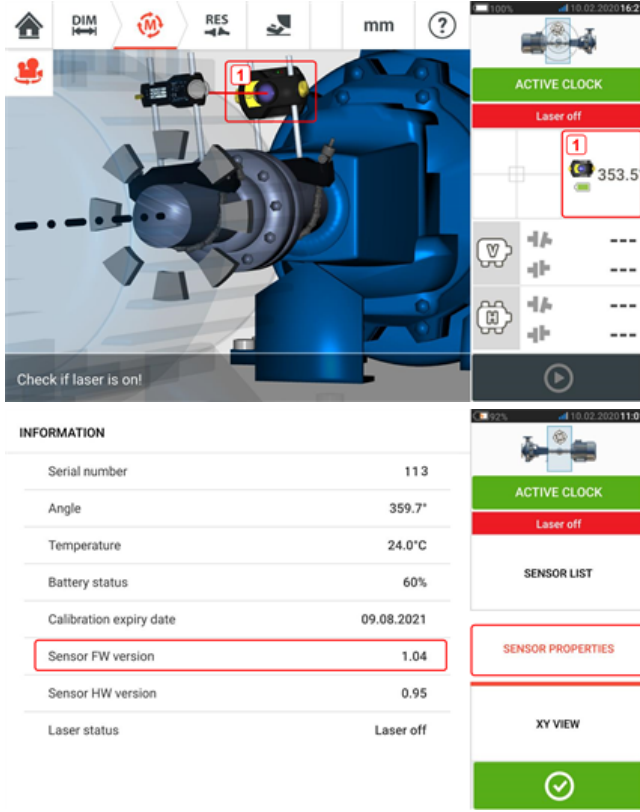 DIM
M
RES
mm
?
100%
10.02.2020 16:2
ACTIVE CLOCK
Laser off
1
1
353.5°
V
---
---
H
---
---
Check if laser is on!
92%
10.02.2020 11:0
INFORMATION
Serial number 113
Angle 359.7°
Temperature 24.0°C
Battery status 60%
Calibration expiry date 09.08.2021
Sensor FW version 1.04
Sensor HW version 0.95
Laser status Laser off
ACTIVE CLOCK
Laser off
SENSOR LIST
SENSOR PROPERTIES
XY VIEW